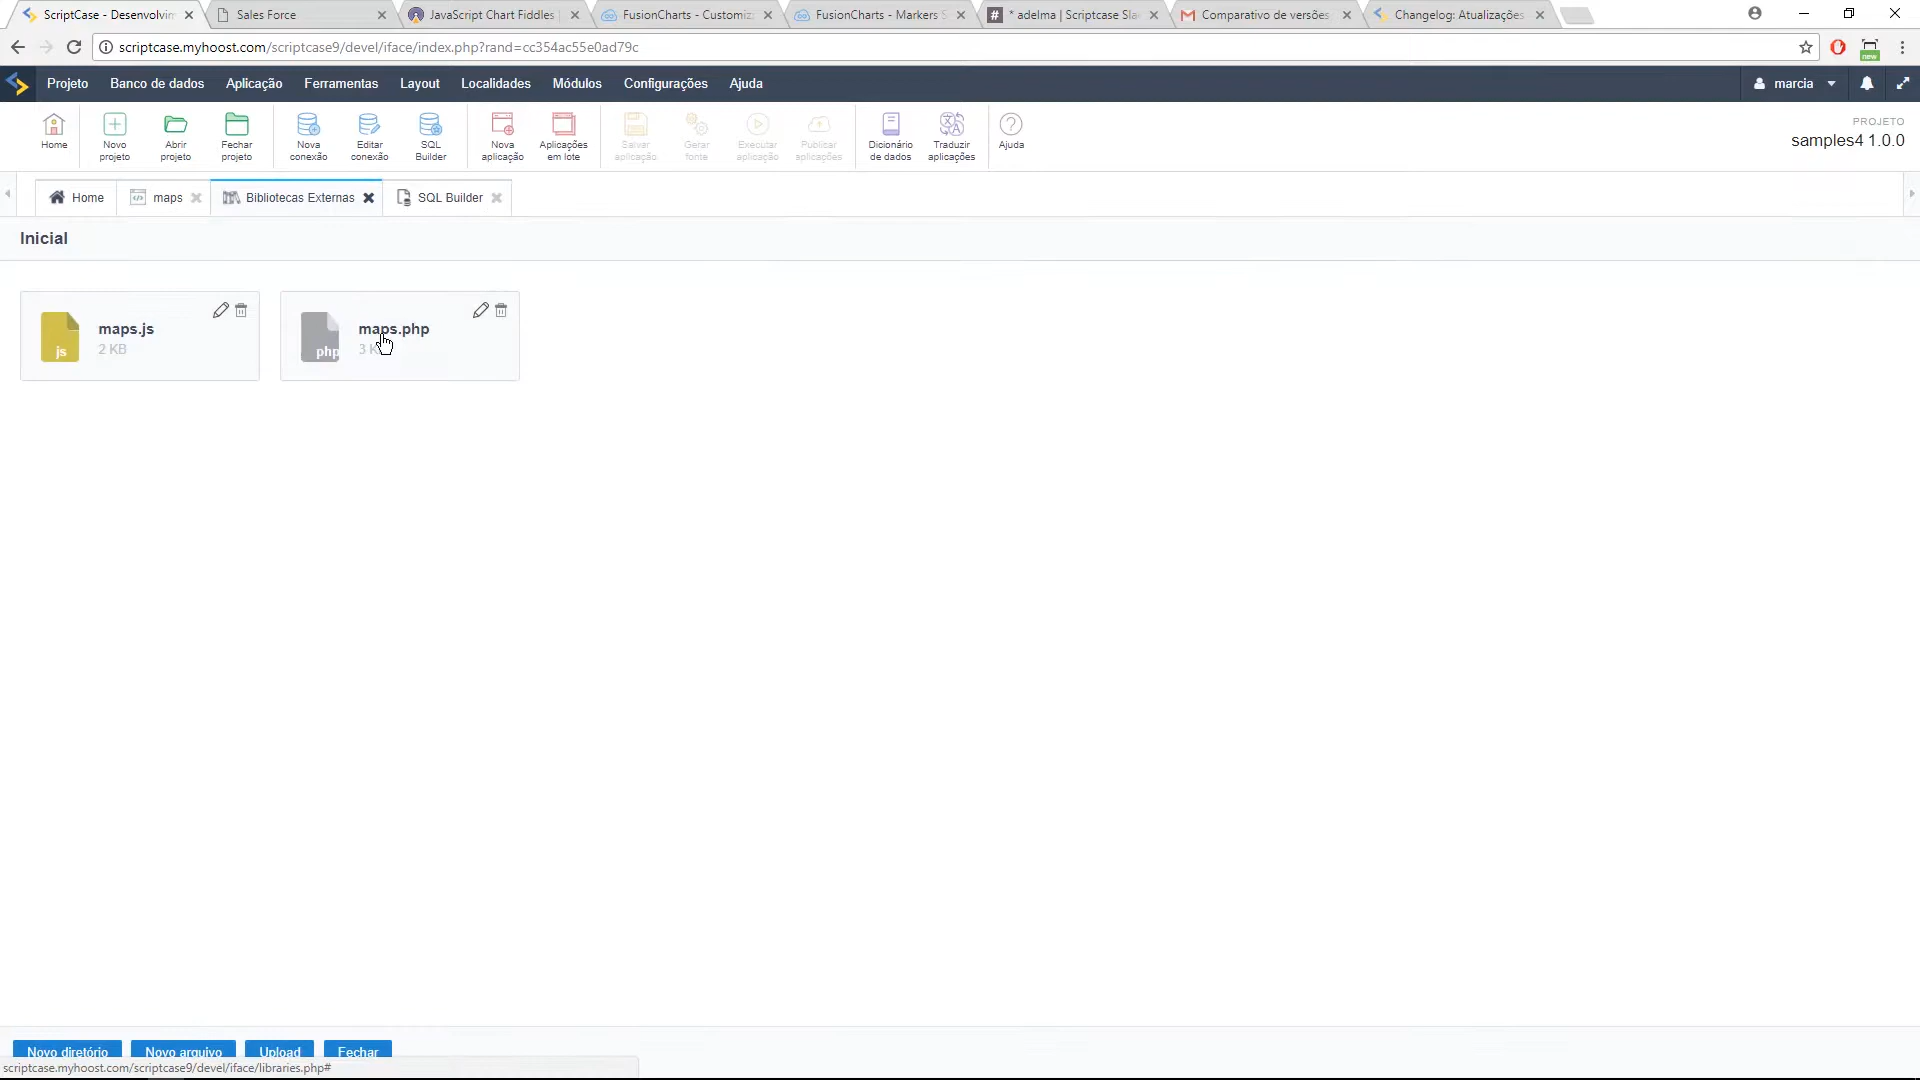 ScriptCase - Desenvolvim
Sales Force
JavaScript Chart Fiddles
FusionCharts - Customiz
FusionCharts - Markers S
* adelma | Scriptcase Sla
Comparativo de versões
Changelog: Atualizações
scriptcase.myhoost.com/scriptcase9/devel/iface/index.php?rand=cc354ac55e0ad79c
new
Projeto
Banco de dados
Aplicação
Ferramentas
Layout
Localidades
Módulos
Configurações
Ajuda
marcia
Home
Novo
projeto
Abrir
projeto
Fechar
projeto
Nova
conexão
Editar
conexão
SQL
Builder
Nova
aplicação
Aplicações
em lote
Salvar
aplicação
Gerar
fonte
Executar
aplicação
Publicar
aplicações
Dicionário
de dados
Traduzir
aplicações
Ajuda
PROJETO
samples4 1.0.0
Home
maps
Bibliotecas Externas
SQL Builder
Inicial
js
maps.js
2 KB
php
maps.php
Novo diretório
Novo arquivo
Upload
Fechar
scriptcase.myhoost.com/scriptcase9/devel/iface/libraries.php#